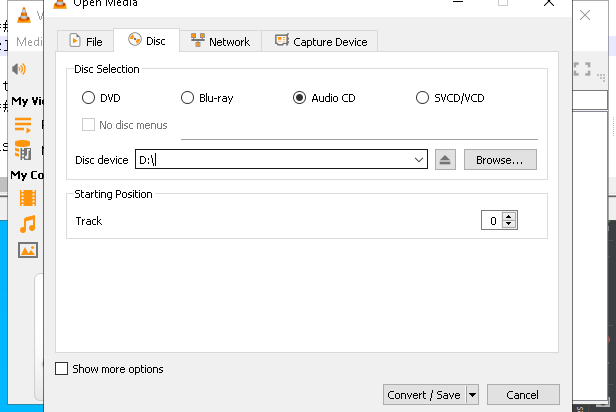 Open Media
Medi
File
Disc
Network
Capture Device
Disc Selection
DVD
Blu-ray
Audio CD
SVCD/VCD
No disc menus
My Vi
Disc device
D:\
Browse...
My Co
Starting Position
Track
0
Show more options
Convert / Save
Cancel